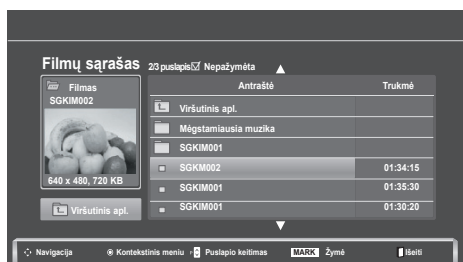 Filmų sąrašas 2/3 puslapis Nepažymėta
Filmas
SGKIM002
640 x 480, 720 KB
Viršutinis apl.
Antraštė Trukmė
Viršutinis apl.
Mėgstamiausia muzika
SGKIM001
SGKIM002 01:34:15
SGKIM001 01:35:30
SGKIM001 01:30:20
Navigacija Kontekstinis meniu P Puslapio keitimas MARK Žymė Išeiti